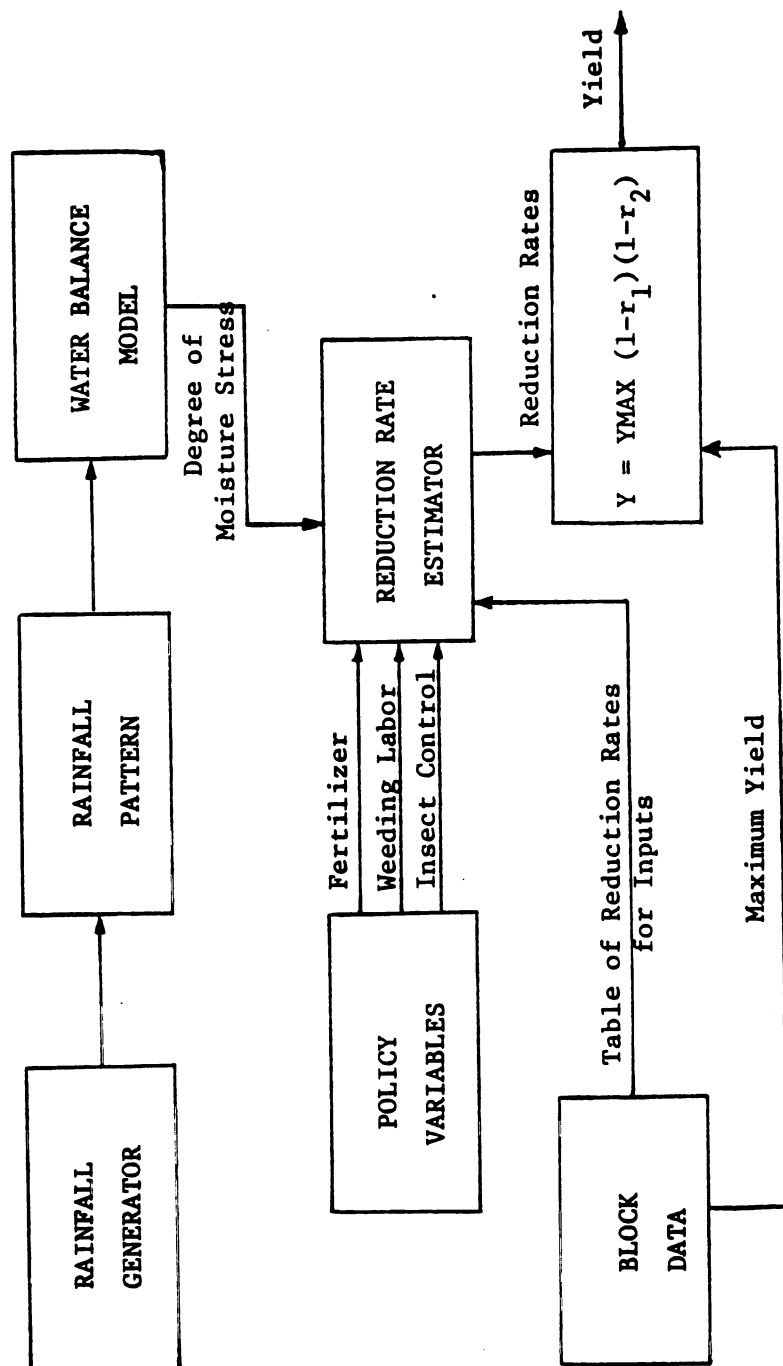 RAINFALL
GENERATOR
RAINFALL
PATTERN
WATER BALANCE
MODEL
Degree of
Moisture Stress
POLICY
VARIABLES
Fertilizer
Weeding Labor
Insect Control
REDUCTION RATE
ESTIMATOR
Reduction Rates
BLOCK
DATA
Table of Reduction Rates
for Inputs
Maximum Yield
Y = YMAX (1-r₁)(1-r₂)
Yield